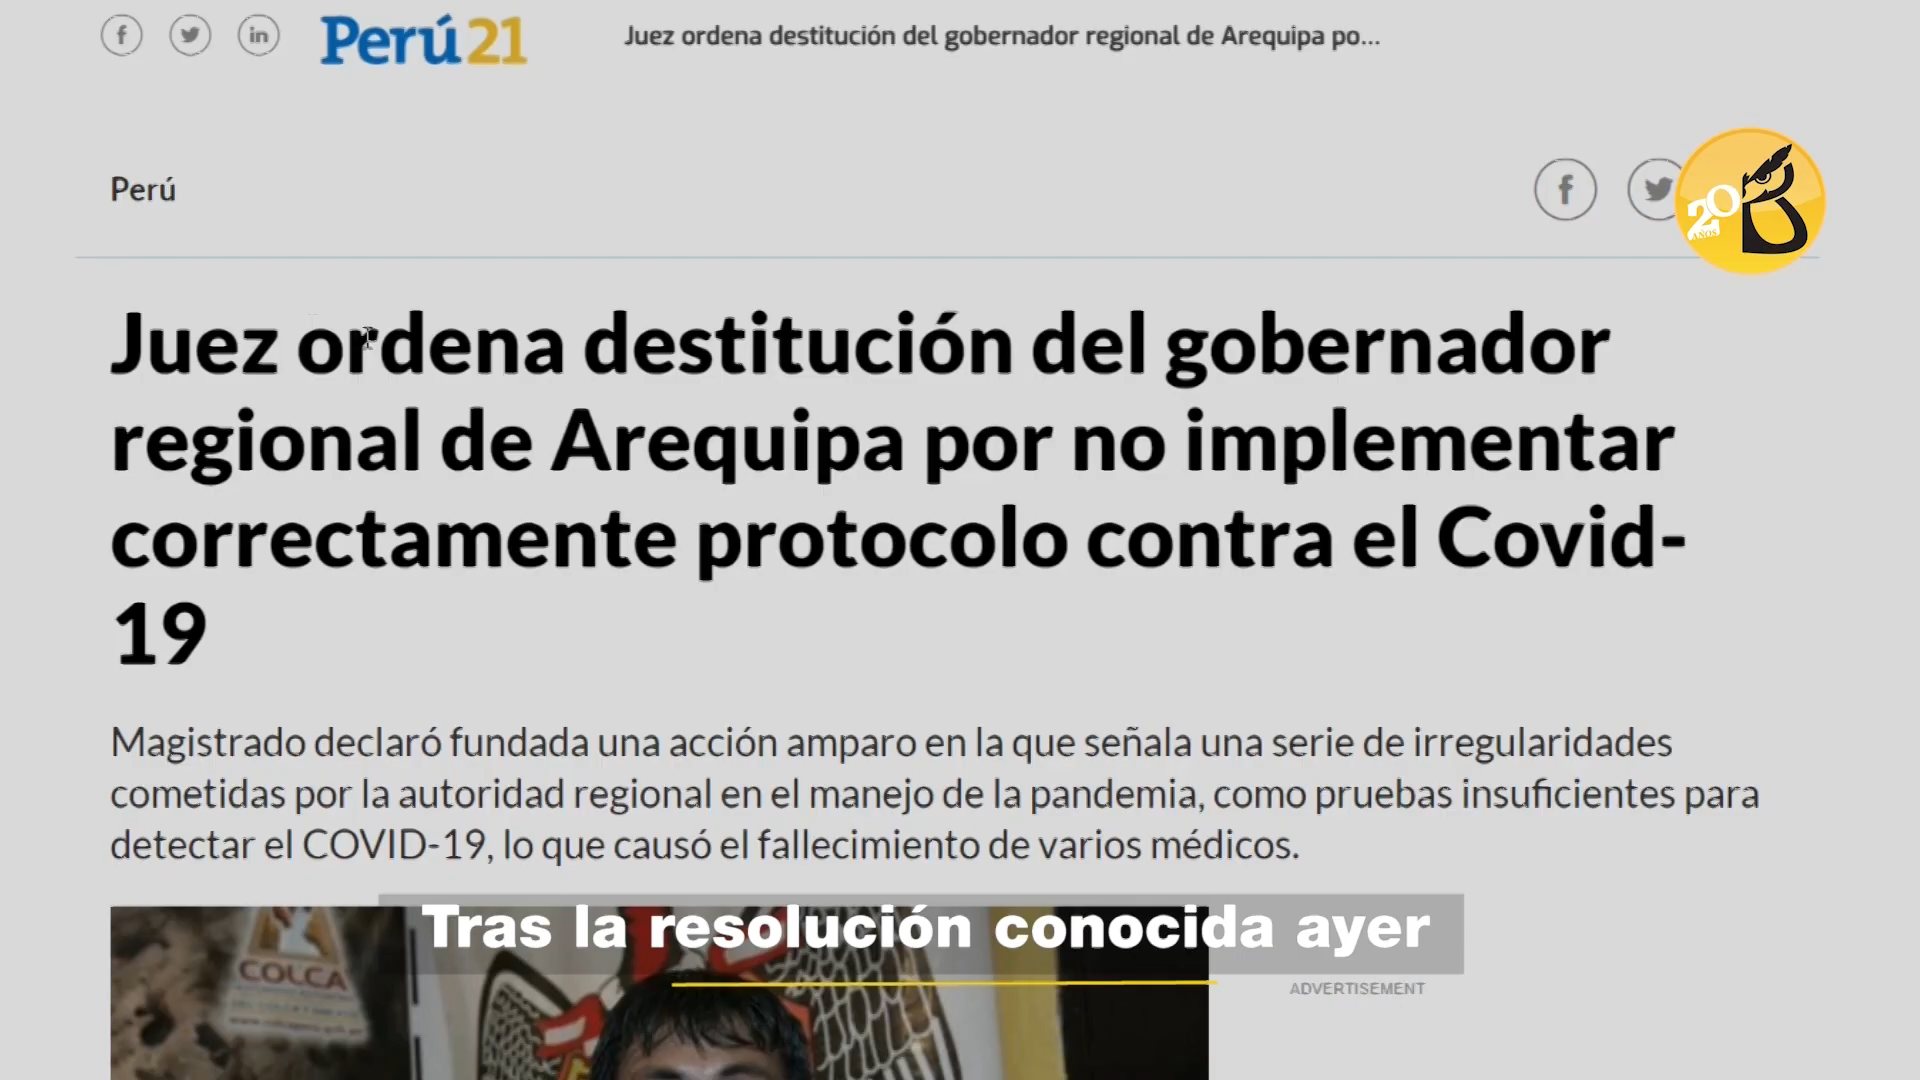 Perú21
Juez ordena destitución del gobernador regional de Arequipa po...
Perú
20
AÑOS
B
Juez ordena destitución del gobernador
regional de Arequipa por no implementar
correctamente protocolo contra el Covid-
19
Magistrado declaró fundada una acción amparo en la que señala una serie de irregularidades
cometidas por la autoridad regional en el manejo de la pandemia, como pruebas insuficientes para
detectar el COVID-19, lo que causó el fallecimiento de varios médicos.
Tras la resolución conocida ayer
COLCA
ADVERTISEMENT